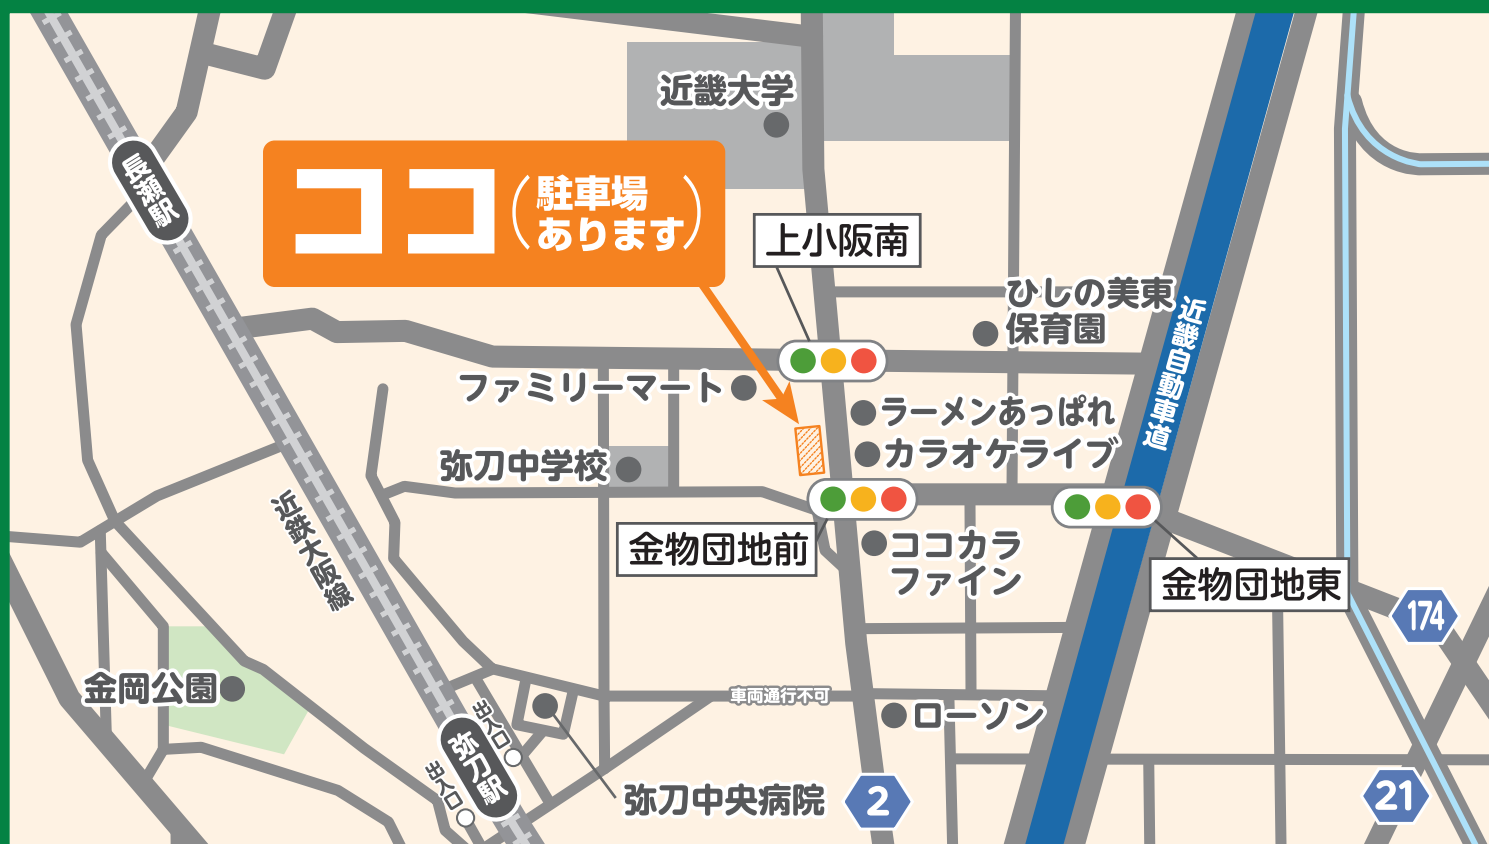 近畿大学
長瀬駅
ココ(駐車場
あります)
上小阪南
ひしの美東
保育園
近畿自動車道
ファミリーマート
ラーメンあっぱれ
カラオケライブ
弥刀中学校
近鉄大阪線
金物団地前
ココカラ
ファイン
金物団地東
174
金岡公園
車両通行不可
出入口
弥刀駅
出入口
ローソン
弥刀中央病院
2
21